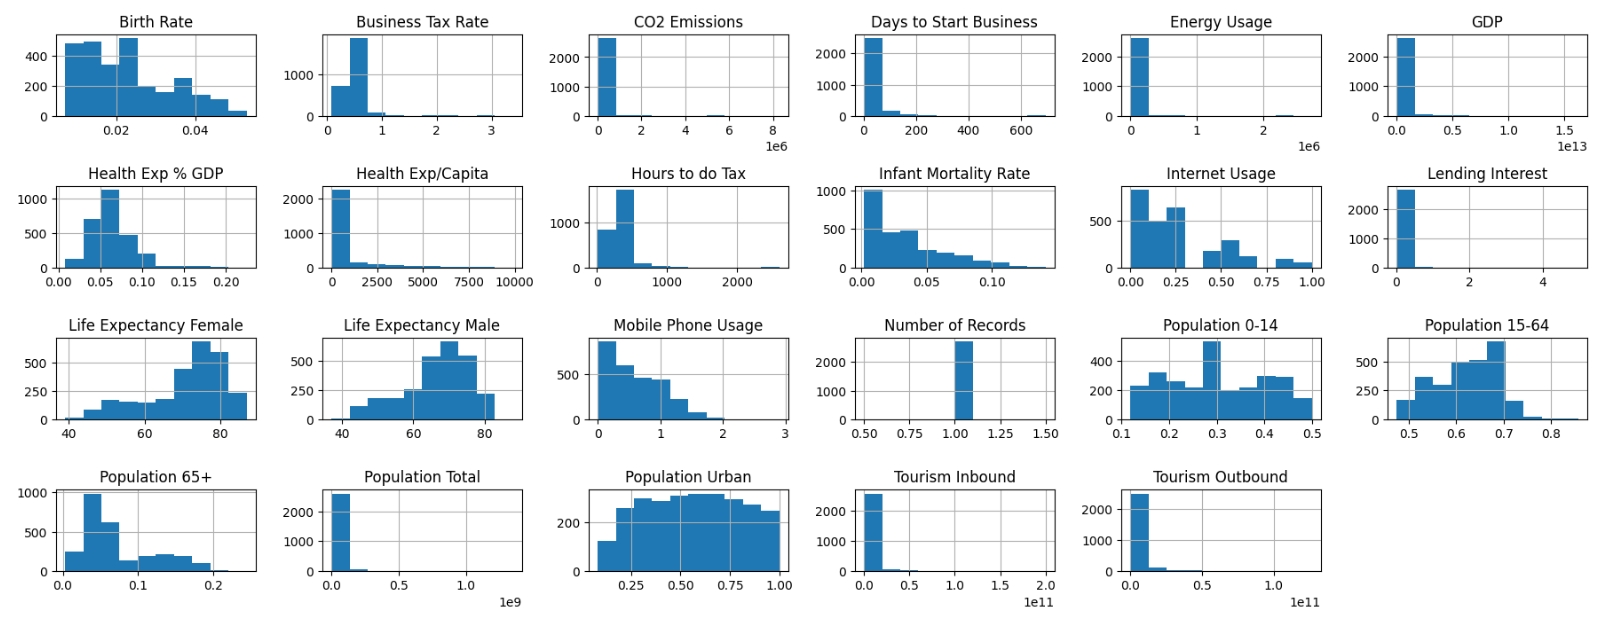 Birth Rate Business Tax Rate CO2 Emissions Days to Start Business Energy Usage GDP
400 200 0 0.02 0.04
1000 0 0 1 2 3
2000 1000 0 0 2 4 6 8 1e6
2000 1000 0 0 200 400 600
2000 1000 0 0 1 2 1e6
2000 1000 0 0.0 0.5 1.0 1.5 1e13
Health Exp % GDP Health Exp/Capita Hours to do Tax Infant Mortality Rate Internet Usage Lending Interest
1000 500 0 0.00 0.05 0.10 0.15 0.20
2000 1000 0 0 2500 5000 7500 10000
1000 0 0 1000 2000
1000 500 0 0.00 0.05 0.10
500 0 0.00 0.25 0.50 0.75 1.00
2000 1000 0 0 2 4
Life Expectancy Female Life Expectancy Male Mobile Phone Usage Number of Records Population 0-14 Population 15-64
500 250 0 40 60 80
500 250 0 40 60 80
500 0 0 1 2 3
2000 1000 0 0.50 0.75 1.00 1.25 1.50
400 200 0 0.1 0.2 0.3 0.4 0.5
500 250 0 0.5 0.6 0.7 0.8
Population 65+ Population Total Population Urban Tourism Inbound Tourism Outbound
1000 500 0 0.0 0.1 0.2
2000 1000 0 0.0 0.5 1.0 1e9
200 0 0.25 0.50 0.75 1.00
2000 1000 0 0.0 0.5 1.0 1.5 2.0 1e11
2000 1000 0 0.0 0.5 1.0 1e11